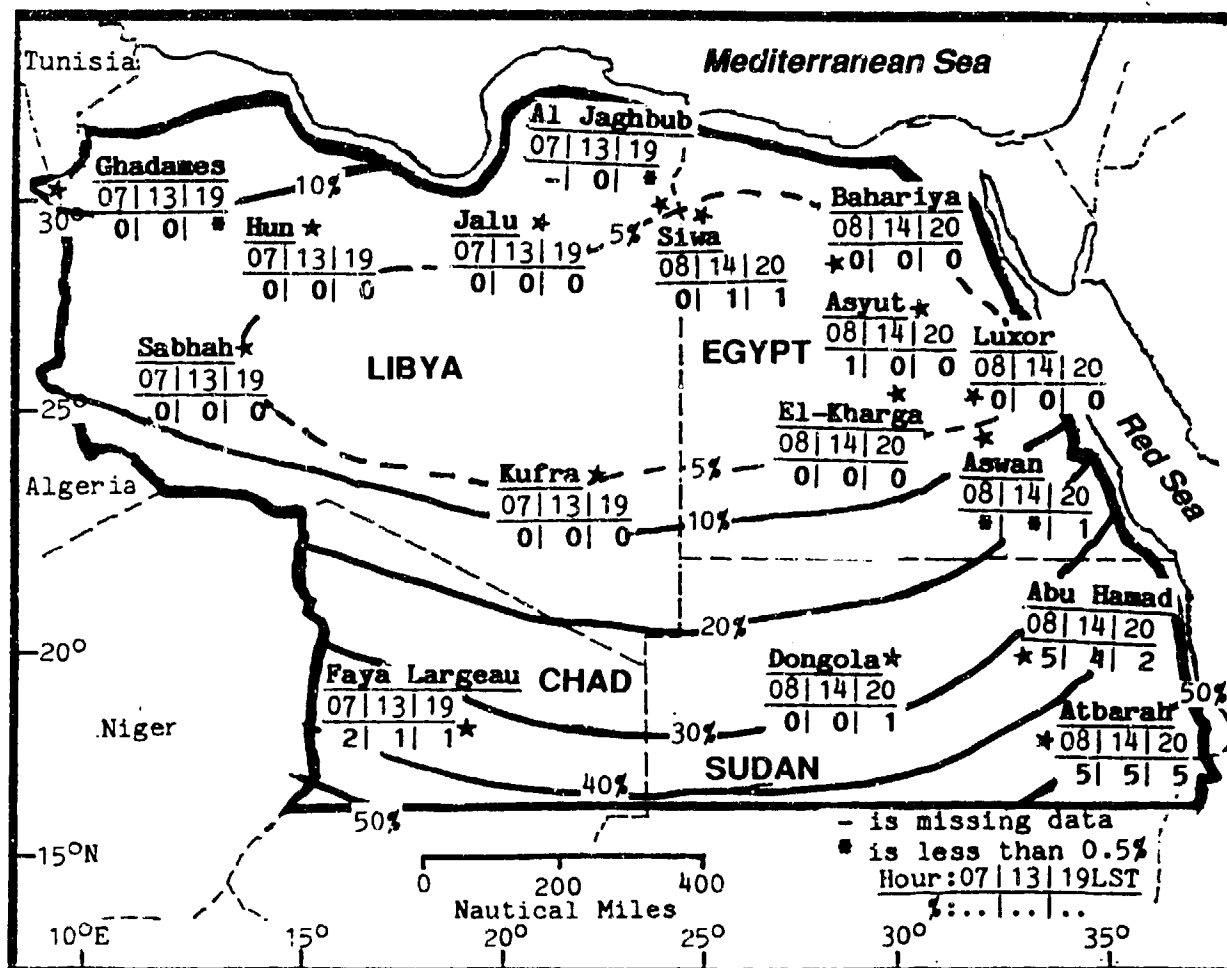 Mediterranean Sea
Tunisia
Al Jaghbub
07|13|19
-| 0| *
Ghadames
07|13|19
0| 0| *
10%
30°
Hun
07|13|19
0| 0| 0
Jalu
07|13|19
0| 0| 0
5%
Siwa
08|14|20
0| 1| 1
Bahariya
08|14|20
0| 0| 0
Asyut
08|14|20
1| 0| 0
Luxor
08|14|20
0| 0| 0
Sabhah
07|13|19
0| 0| 0
LIBYA
EGYPT
25°
El-Kharga
08|14|20
0| 0| 0
Red Sea
Algeria
Kufra
07|13|19
0| 0| 0
5%
10%
Aswan
08|14|20
*| *| 1
20%
Abu Hamad
08|14|20
5| 4| 2
20°
Faya Largeau
07|13|19
2| 1| 1
CHAD
Dongola
08|14|20
0| 0| 1
30%
50%
Atbarah
08|14|20
5| 5| 5
Niger
SUDAN
40%
50%
- is missing data
* is less than 0.5%
Hour:07|13|19LST
%:..|..|..
15°N
0 200 400
Nautical Miles
10°E 15° 20° 25° 30° 35°